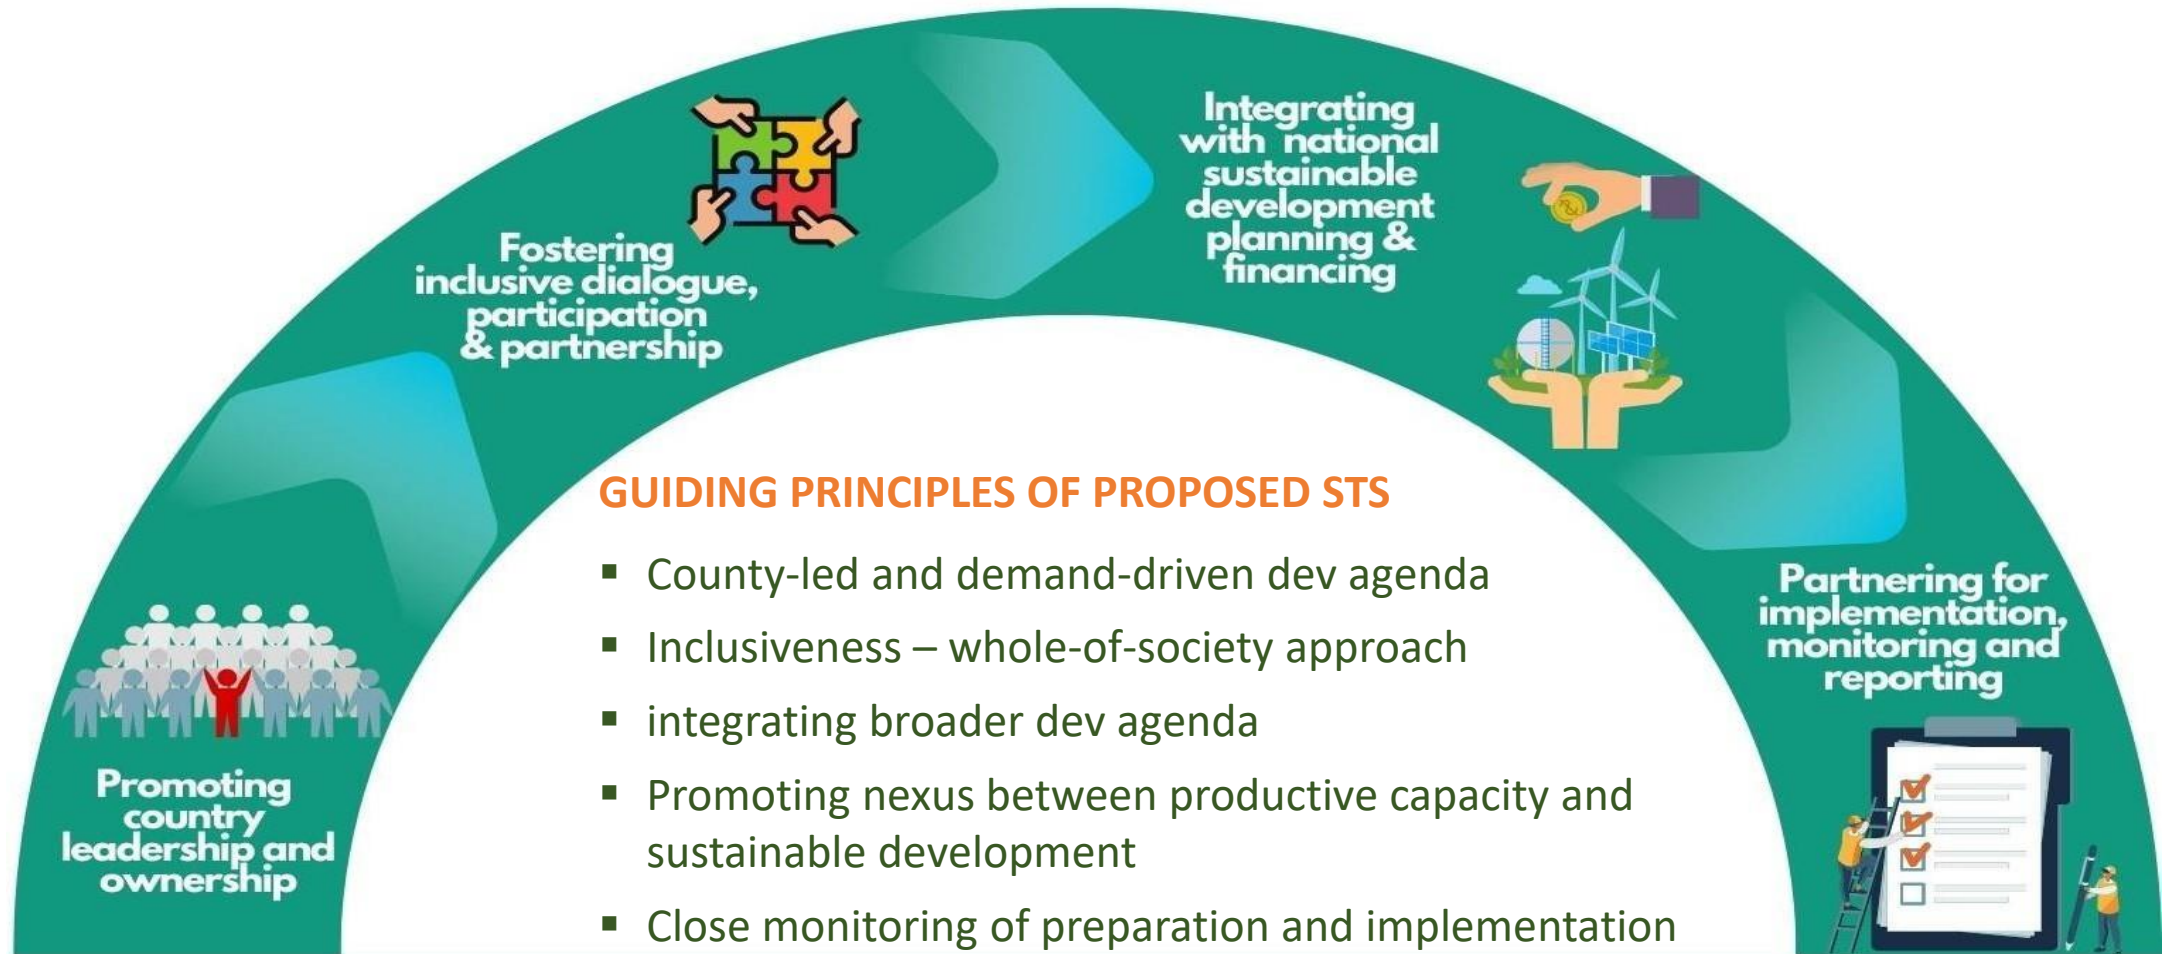 Promoting
country
leadership and
ownership
Fostering
inclusive dialogue,
participation
& partnership
Integrating
with national
sustainable
development
planning &
financing
Partnering for
implementation,
monitoring and
reporting
GUIDING PRINCIPLES OF PROPOSED STS
▪ County-led and demand-driven dev agenda
▪ Inclusiveness – whole-of-society approach
▪ integrating broader dev agenda
▪ Promoting nexus between productive capacity and
sustainable development
▪ Close monitoring of preparation and implementation